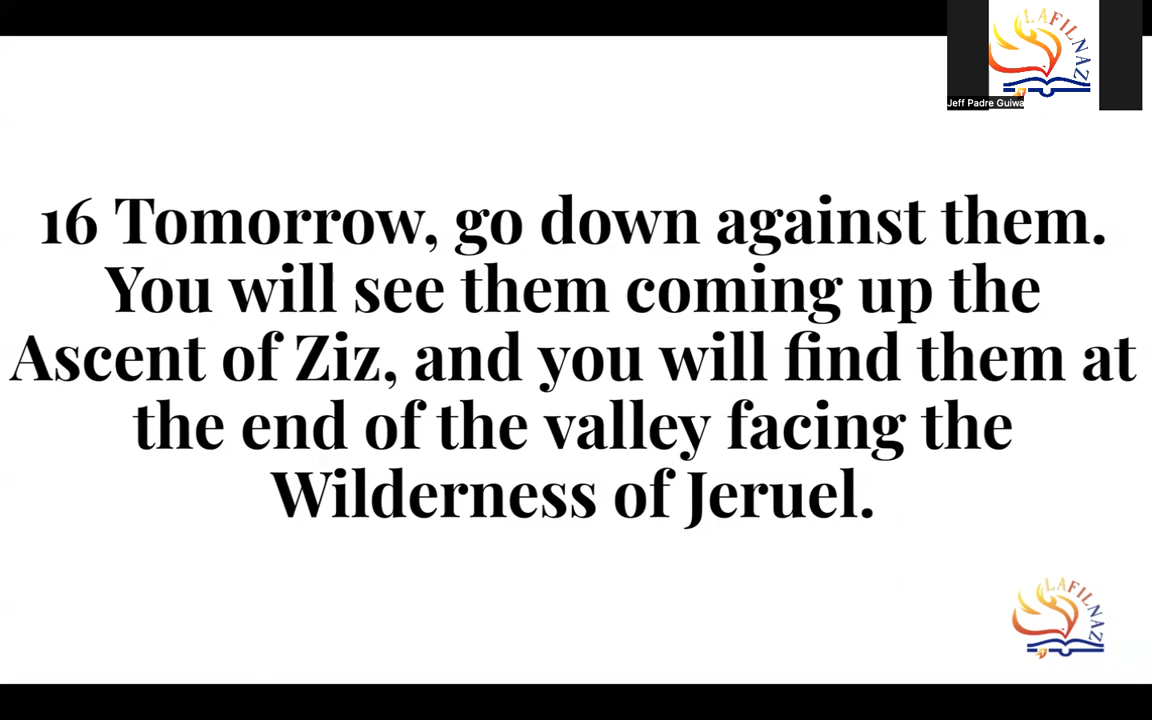 LAFILNAZ
Jeff Padre Guiwa
16 Tomorrow, go down against them.
You will see them coming up the
Ascent of Ziz, and you will find them at
the end of the valley facing the
Wilderness of Jeruel.
LAFILNAZ